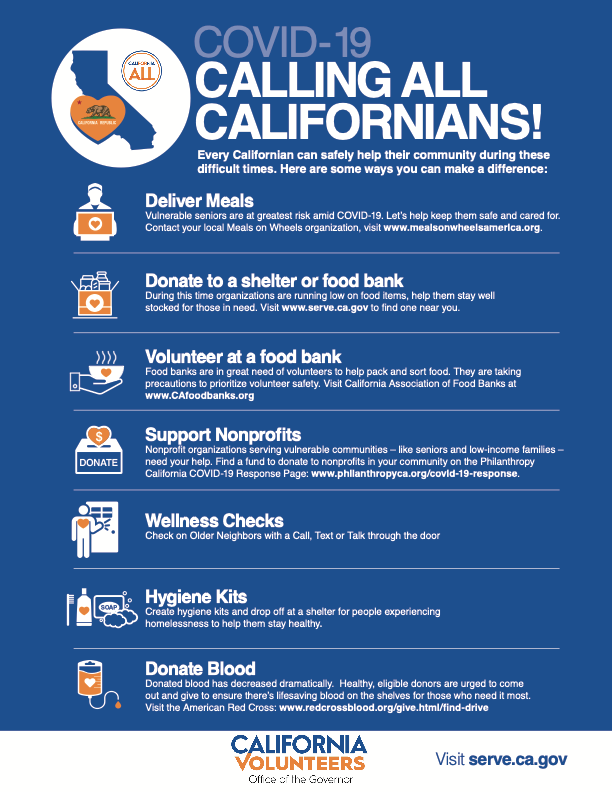 CALIFORNIA
ALL
CALIFORNIA REPUBLIC
COVID-19
CALLING ALL
CALIFORNIANS!
Every Californian can safely help their community during these
difficult times. Here are some ways you can make a difference:
Deliver Meals
Vulnerable seniors are at greatest risk amid COVID-19. Let's help keep them safe and cared for.
Contact your local Meals on Wheels organization, visit www.mealsonwheelsamerica.org.
Donate to a shelter or food bank
During this time organizations are running low on food items, help them stay well
stocked for those in need. Visit www.serve.ca.gov to find one near you.
Volunteer at a food bank
Food banks are in great need of volunteers to help pack and sort food. They are taking
precautions to prioritize volunteer safety. Visit California Association of Food Banks at
www.CAfoodbanks.org
$
DONATE
Support Nonprofits
Nonprofit organizations serving vulnerable communities – like seniors and low-income families –
need your help. Find a fund to donate to nonprofits in your community on the Philanthropy
California COVID-19 Response Page: www.philanthropyca.org/covid-19-response.
Wellness Checks
Check on Older Neighbors with a Call, Text or Talk through the door
SOAP
Hygiene Kits
Create hygiene kits and drop off at a shelter for people experiencing
homelessness to help them stay healthy.
Donate Blood
Donated blood has decreased dramatically. Healthy, eligible donors are urged to come
out and give to ensure there's lifesaving blood on the shelves for those who need it most.
Visit the American Red Cross: www.redcrossblood.org/give.html/find-drive
CALIFORNIA
VOLUNTEERS
Office of the Governor
Visit serve.ca.gov